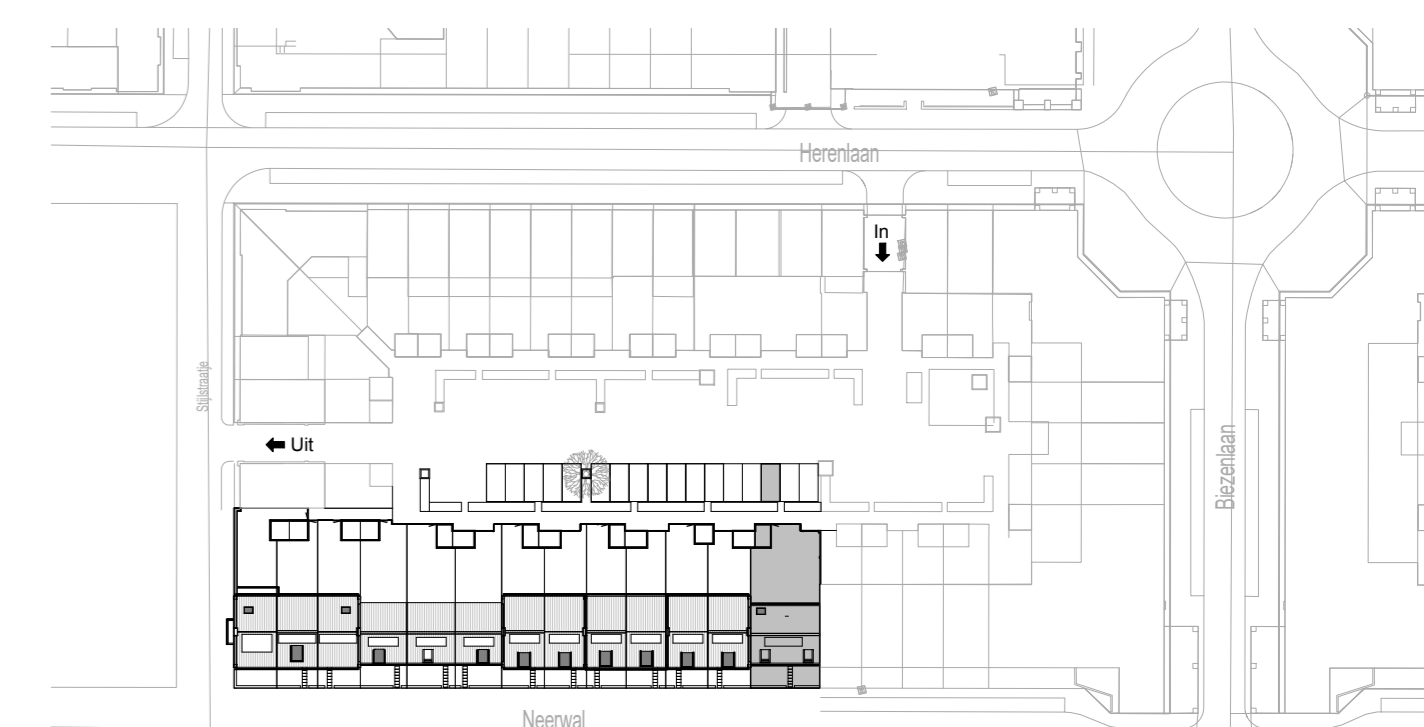 Herenlaan
In
Stijlstraatje
Uit
Biezenlaan
Neerwal